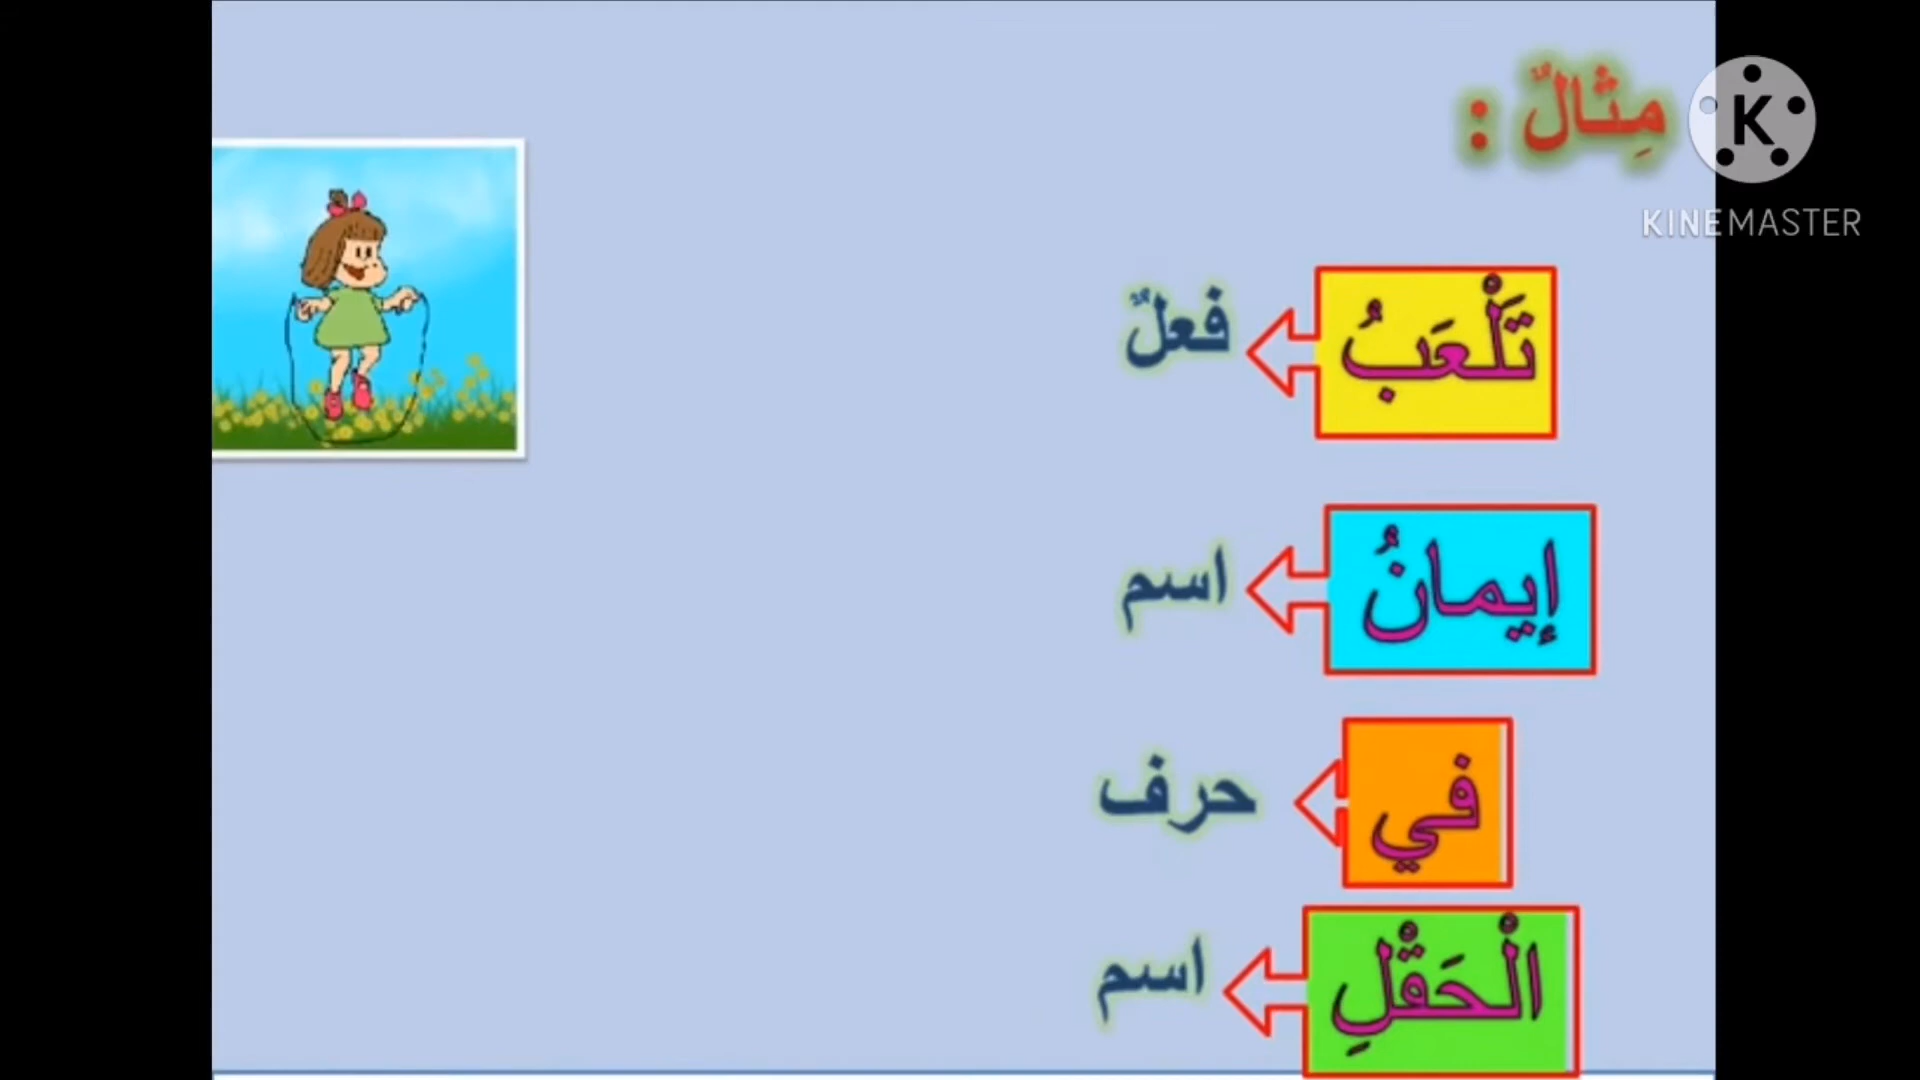 مِثالٌ :
K
KINEMASTER
تَلْعَبُ فعلٌ
إيمانُ اسم
في حرف
الْحَقْلِ اسم